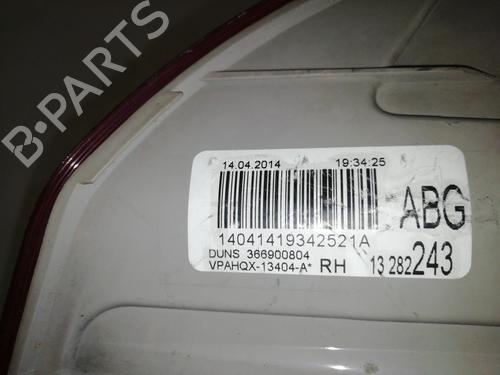 B-PARTS
14.04.2014 19:34:25
ABG
14041419342521A
DUNS 366900804
VPAHQX-13404-A* RH 13 282 243